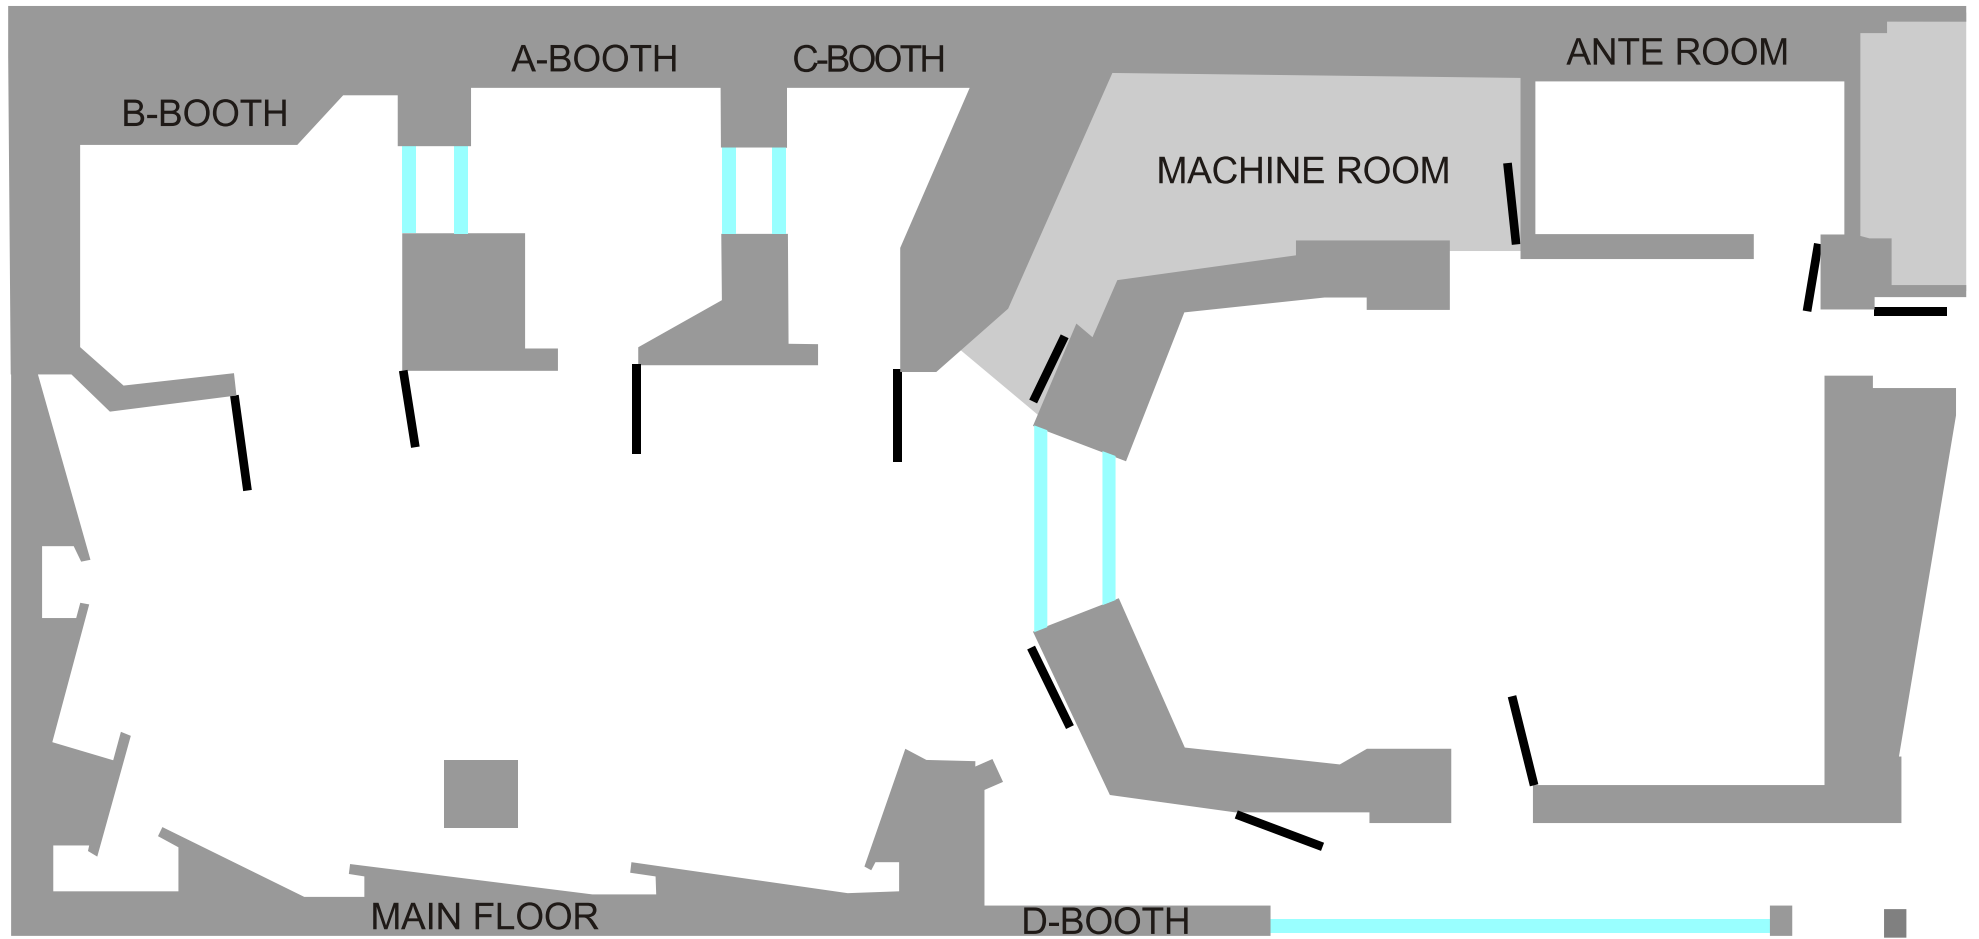 A-BOOTH
C-BOOTH
ANTE ROOM
B-BOOTH
MACHINE ROOM
MAIN FLOOR
D-BOOTH